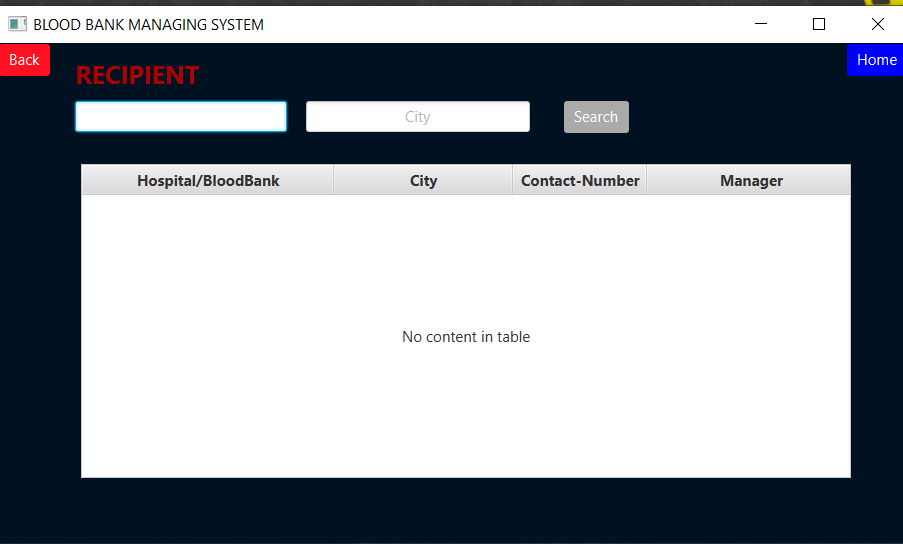 BLOOD BANK MANAGING SYSTEM
Back
Home
RECIPIENT
City
Search
Hospital/BloodBank City Contact-Number Manager
No content in table